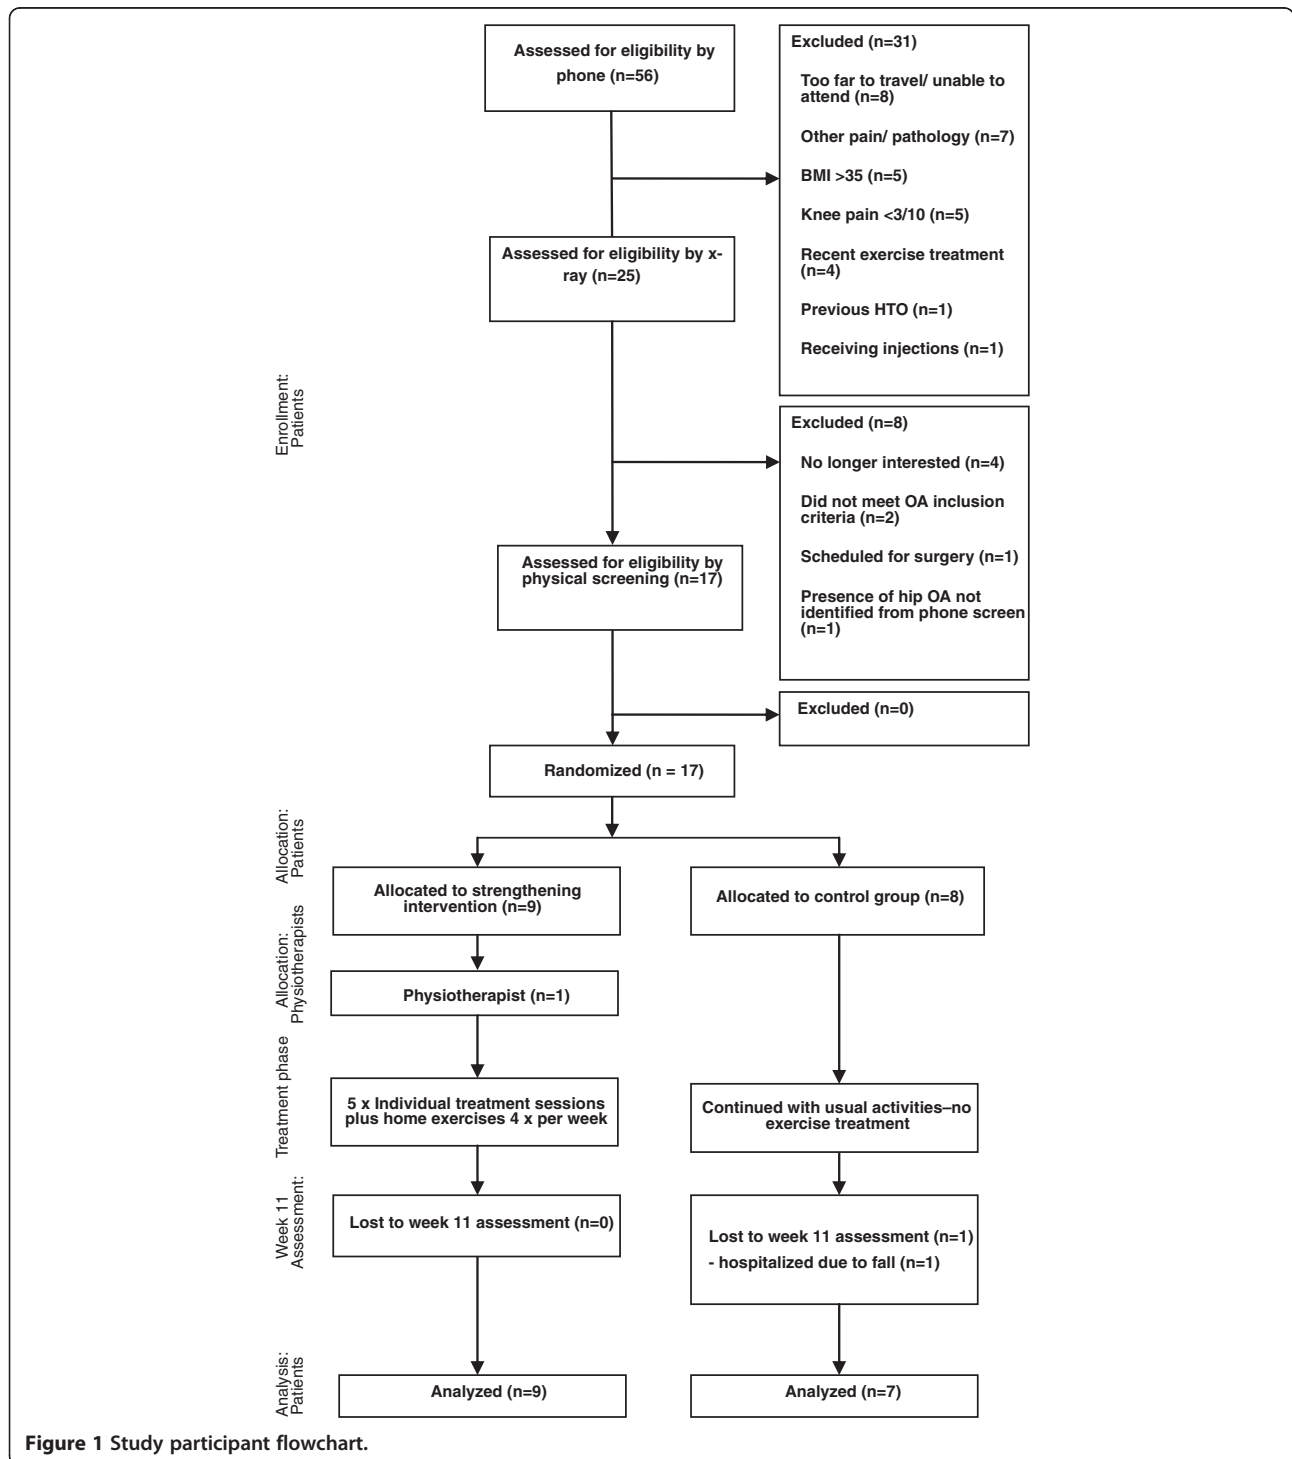 Assessed for eligibility by
phone (n=56)
Excluded (n=31)
Too far to travel/ unable to
attend (n=8)
Other pain/ pathology (n=7)
BMI >35 (n=5)
Knee pain <3/10 (n=5)
Recent exercise treatment
(n=4)
Previous HTO (n=1)
Receiving injections (n=1)
Assessed for eligibility by x-
ray (n=25)
Enrollment:
Patients
Excluded (n=8)
No longer interested (n=4)
Did not meet OA inclusion
criteria (n=2)
Scheduled for surgery (n=1)
Presence of hip OA not
identified from phone screen
(n=1)
Assessed for eligibility by
physical screening (n=17)
Excluded (n=0)
Randomized (n = 17)
Allocation:
Patients
Allocated to strengthening
intervention (n=9)
Allocated to control group (n=8)
Allocation:
Physiotherapists
Physiotherapist (n=1)
Treatment phase
5 x Individual treatment sessions
plus home exercises 4 x per week
Continued with usual activities–no
exercise treatment
Week 11
Assessment:
Lost to week 11 assessment (n=0)
Lost to week 11 assessment (n=1)
- hospitalized due to fall (n=1)
Analysis:
Patients
Analyzed (n=9)
Analyzed (n=7)
Figure 1 Study participant flowchart.